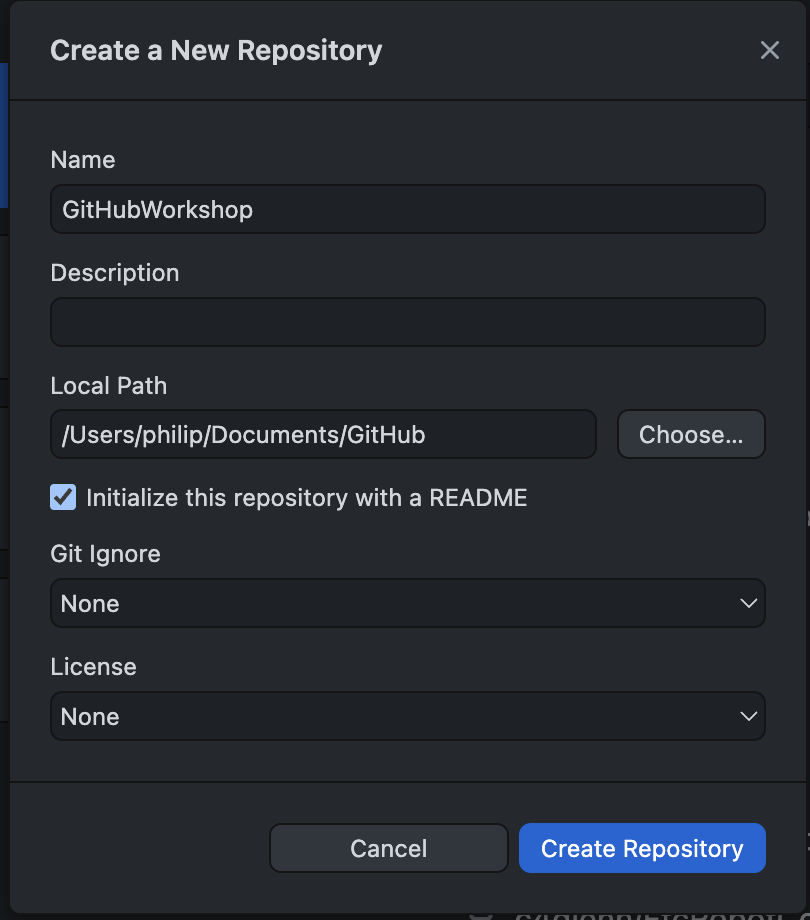 Create a New Repository
Name
GitHubWorkshop
Description
Local Path
/Users/philip/Documents/GitHub
Choose...
Initialize this repository with a README
Git Ignore
None
License
None
Cancel
Create Repository